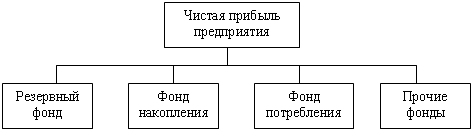 Чистая прибыль
предприятия
Резервный
фонд
Фонд
накопления
Фонд
потребления
Прочие
фонды